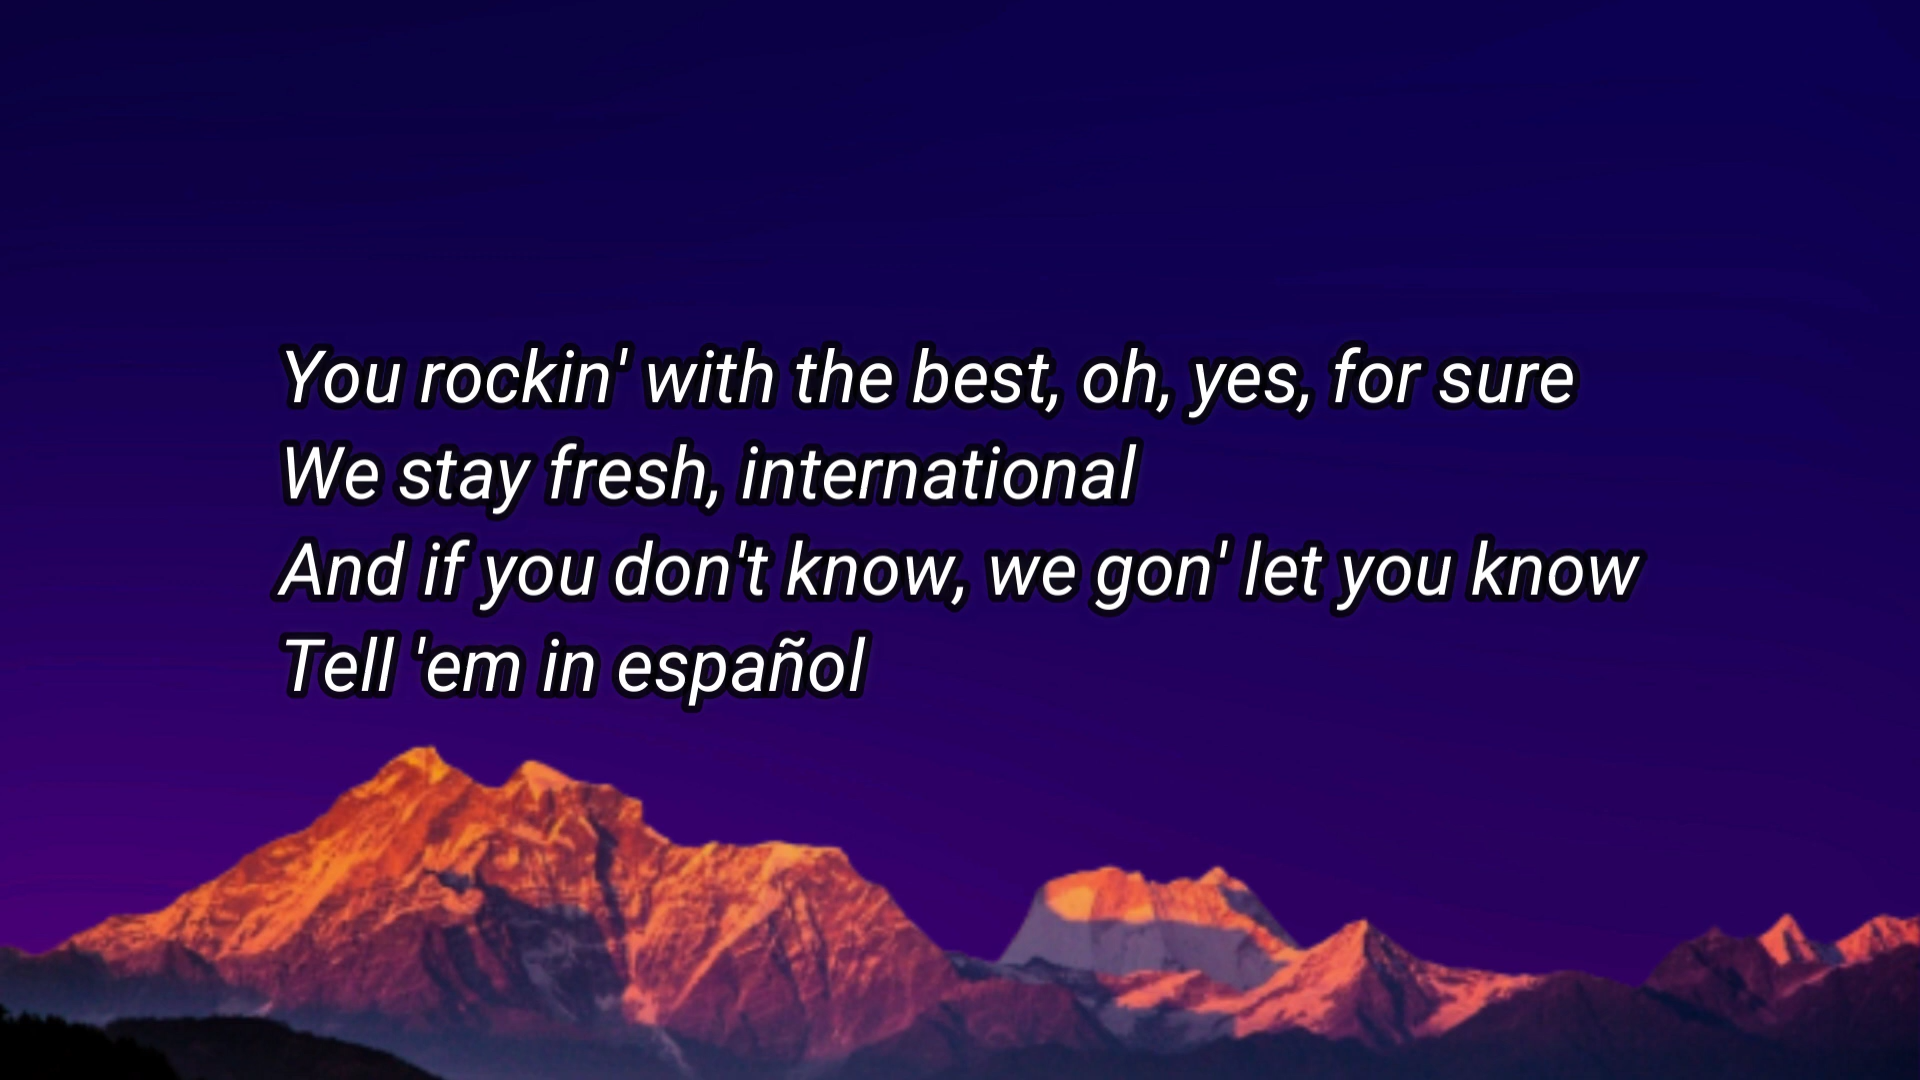 You rockin' with the best, oh, yes, for sure
We stay fresh, international
And if you don't know, we gon' let you know
Tell 'em in español